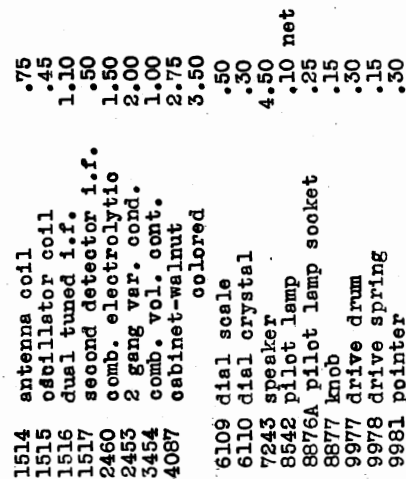 1514 antenna coil .75
1515 oscillator coil .45
1516 dual tuned i.f. 1.10
1517 second detector i.f. .50
2460 comb. electrolytic 1.50
2453 2 gang var. cond. 2.00
3454 comb. vol. cont. 1.00
4087 cabinet-walnut 2.75
colored 3.50
6109 dial scale .50
6110 dial crystal .30
7243 speaker 4.50
8542 pilot lamp .10 net
8876A pilot lamp socket .25
8877 knob .15
9977 drive drum .30
9978 drive spring .15
9981 pointer .30